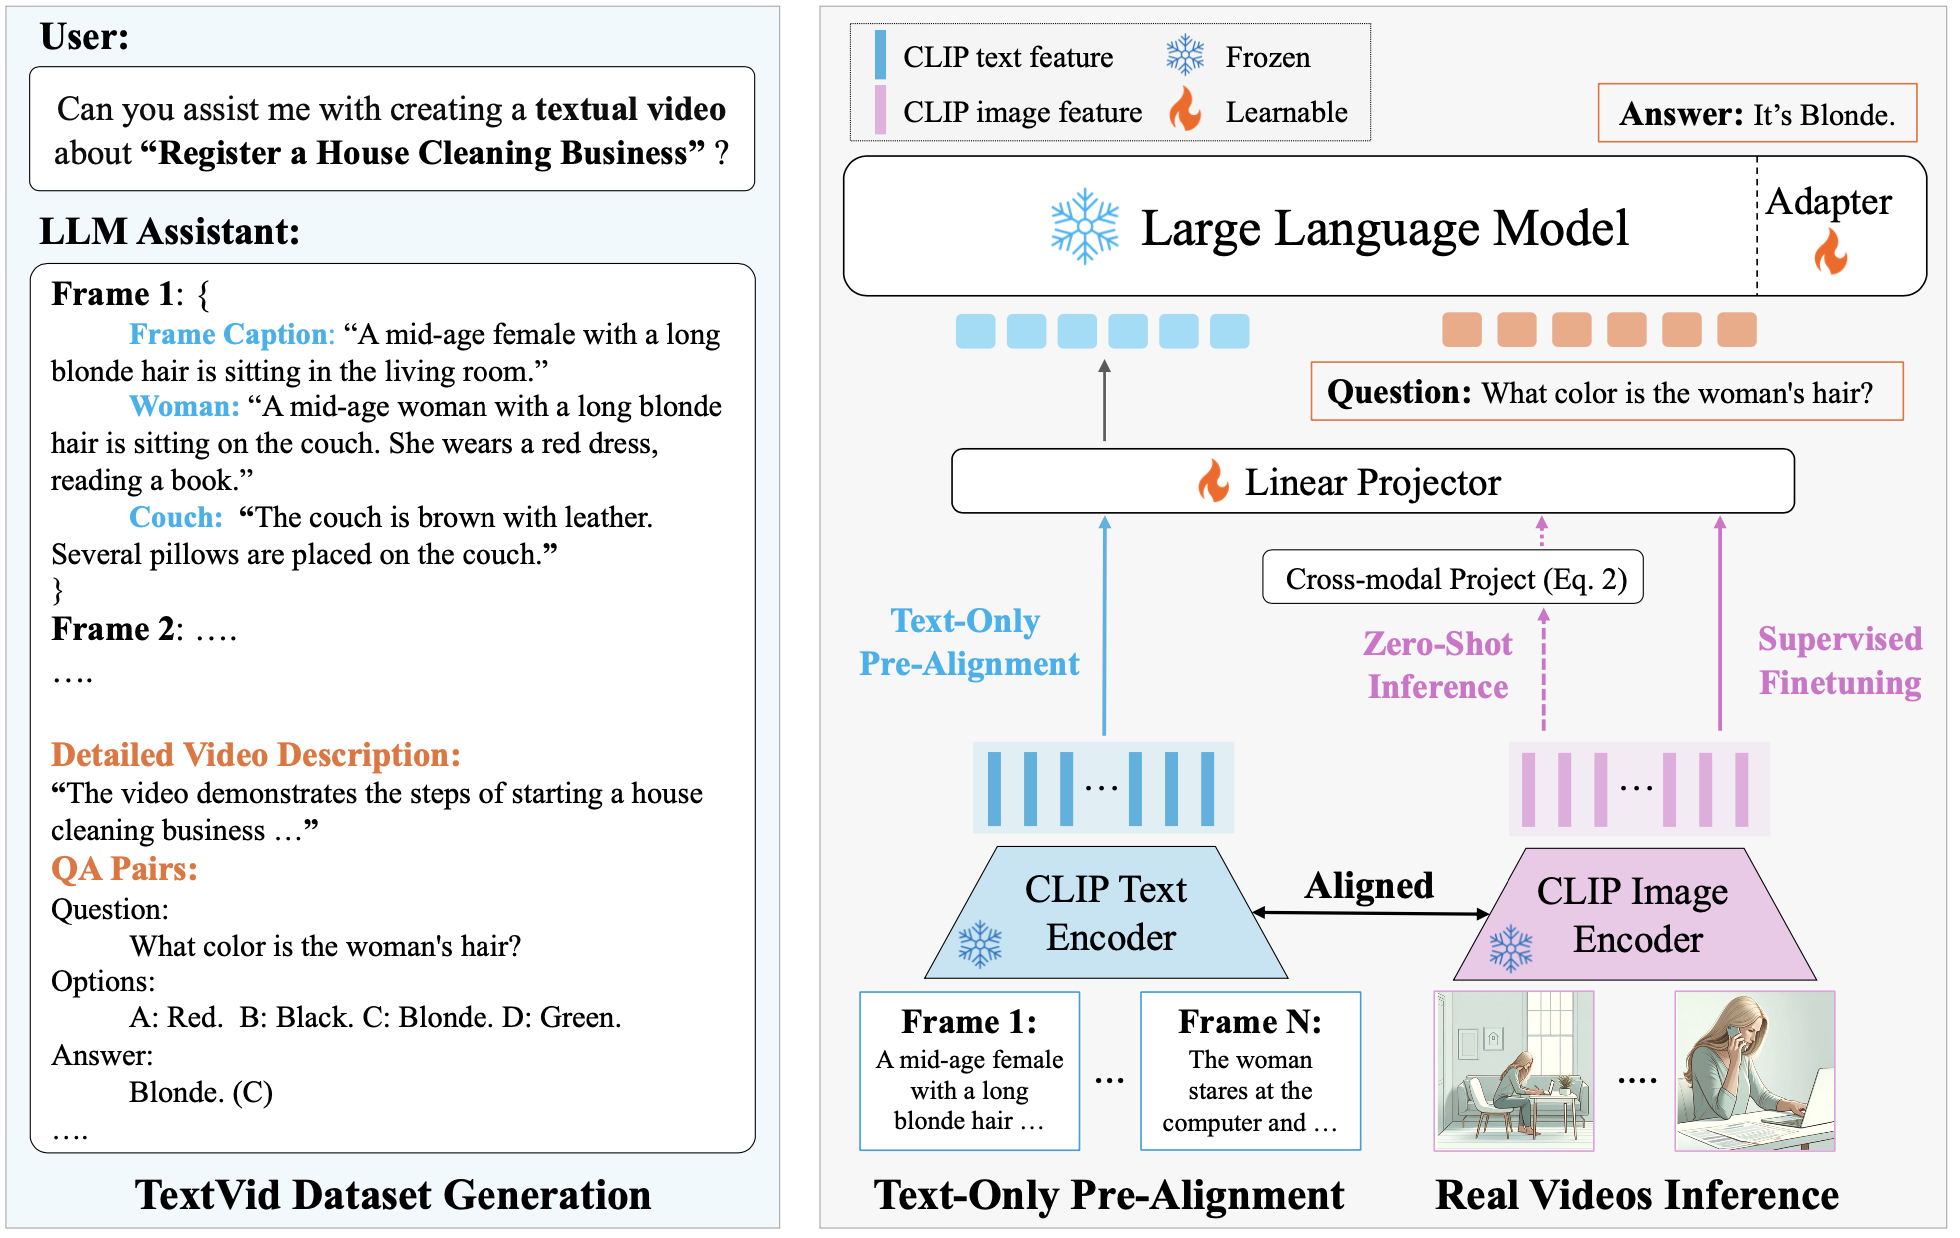 User:
Can you assist me with creating a textual video
about “Register a House Cleaning Business” ?
LLM Assistant:
Frame 1: {
Frame Caption: “A mid-age female with a long
blonde hair is sitting in the living room.”
Woman: “A mid-age woman with a long blonde
hair is sitting on the couch. She wears a red dress,
reading a book.”
Couch: “The couch is brown with leather.
Several pillows are placed on the couch.”
}
Frame 2: ….
….
Detailed Video Description:
“The video demonstrates the steps of starting a house
cleaning business …”
QA Pairs:
Question:
What color is the woman's hair?
Options:
A: Red. B: Black. C: Blonde. D: Green.
Answer:
Blonde. (C)
….
TextVid Dataset Generation
CLIP text feature
Frozen
CLIP image feature
Learnable
Answer: It’s Blonde.
Large Language Model
Adapter
Question: What color is the woman's hair?
Linear Projector
Cross-modal Project (Eq. 2)
Text-Only
Pre-Alignment
Zero-Shot
Inference
Supervised
Finetuning
…
…
CLIP Text
Encoder
Aligned
CLIP Image
Encoder
Frame 1:
A mid-age female
with a long
blonde hair …
…
Frame N:
The woman
stares at the
computer and …
….
Text-Only Pre-Alignment
Real Videos Inference